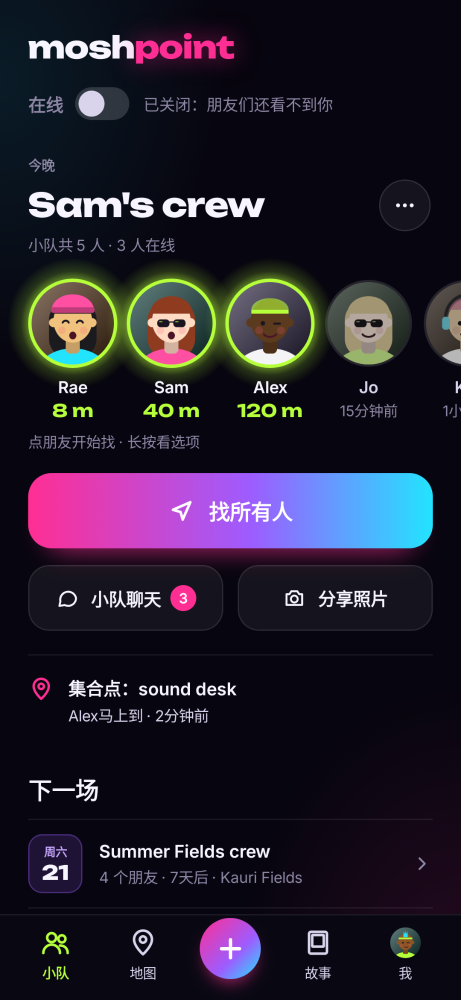 moshpoint
在线 已关闭：朋友们还看不到你
今晚
Sam's crew
小队共 5 人 · 3 人在线
Rae Sam Alex Jo
8 m 40 m 120 m 15分钟前
点朋友开始找 · 长按看选项
找所有人
小队聊天 3 分享照片
集合点：sound desk
Alex马上到 · 2分钟前
下一场
周六
21
Summer Fields crew
4 个朋友 · 7天后 · Kauri Fields
小队 地图 故事 我